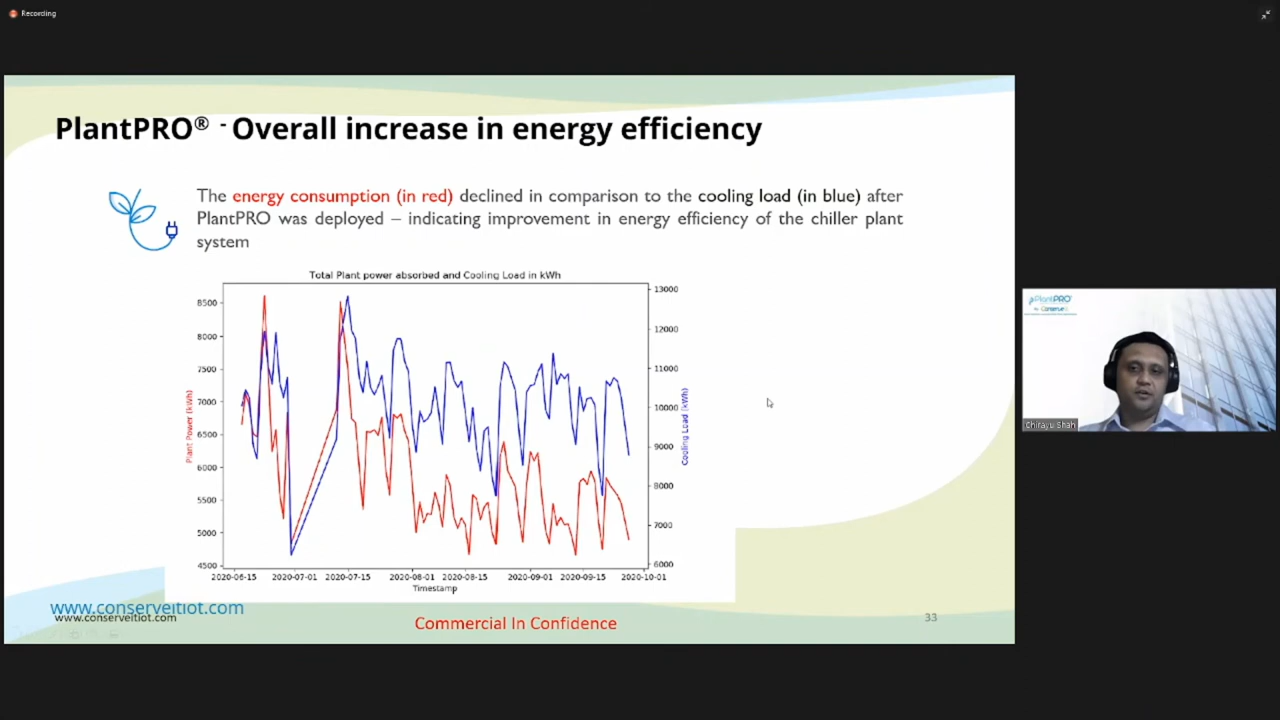 Recording
PlantPRO® - Overall increase in energy efficiency
The energy consumption (in red) declined in comparison to the cooling load (in blue) after
PlantPRO was deployed – indicating improvement in energy efficiency of the chiller plant
system
Total Plant power absorbed and Cooling Load in kWh
Plant Power (kWh)
8500
8000
7500
7000
6500
6000
5500
5000
4500
13000
12000
11000
10000
9000
8000
7000
6000
Cooling Load (kWh)
2020-06-15 2020-07-01 2020-07-15 2020-08-01 2020-08-15 2020-09-01 2020-09-15 2020-10-01
Timestamp
www.conserveitiot.com
www.conserveitiot.com
Commercial In Confidence
33
PlantPRO
Chirayu Shah